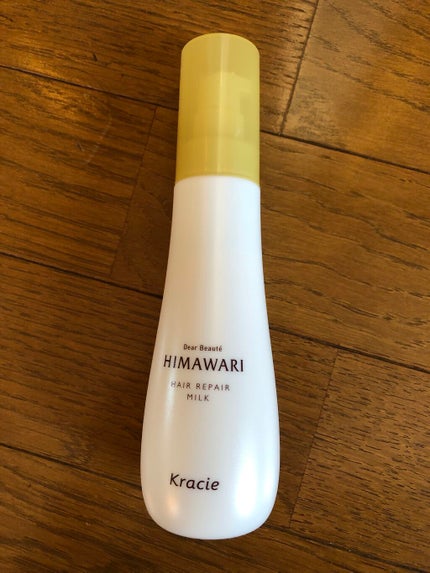 Dear Beauté
HIMAWARI
HAIR REPAIR
MILK
Kracie